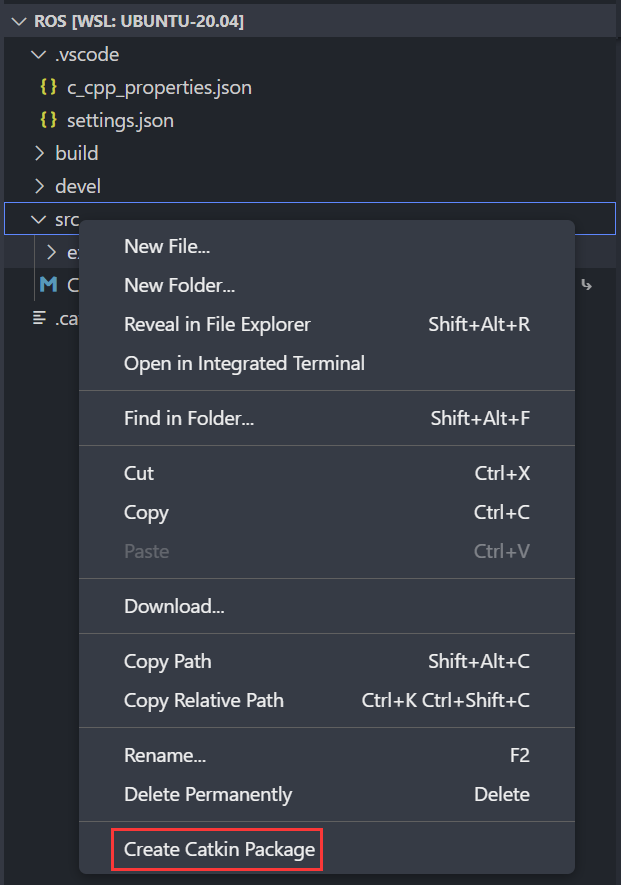 ROS [WSL: UBUNTU-20.04]
.vscode
{} c_cpp_properties.json
{} settings.json
build
devel
src
New File...
New Folder...
Reveal in File Explorer Shift+Alt+R
Open in Integrated Terminal
Find in Folder... Shift+Alt+F
Cut Ctrl+X
Copy Ctrl+C
Paste Ctrl+V
Download...
Copy Path Shift+Alt+C
Copy Relative Path Ctrl+K Ctrl+Shift+C
Rename... F2
Delete Permanently Delete
Create Catkin Package